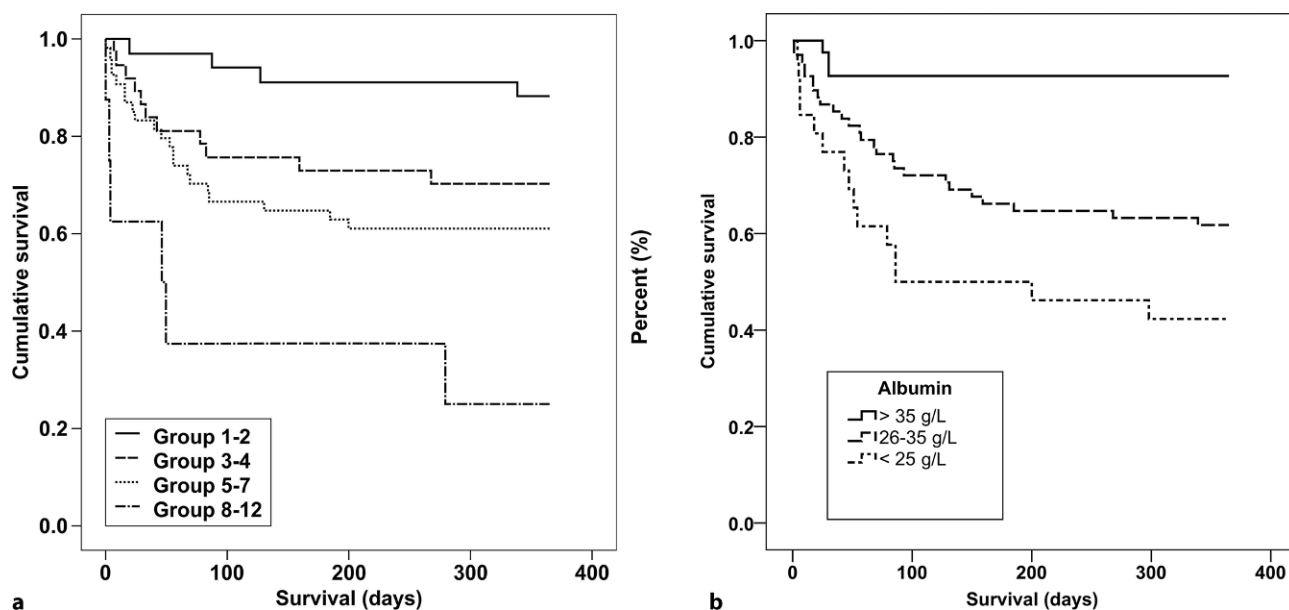 1.0
0.8
0.6
0.4
0.2
0.0
Cumulative survival
Group 1-2
Group 3-4
Group 5-7
Group 8-12
0 100 200 300 400
Survival (days)
a
Percent (%)
1.0
0.8
0.6
0.4
0.2
0.0
Cumulative survival
Albumin
> 35 g/L
26-35 g/L
< 25 g/L
0 100 200 300 400
Survival (days)
b